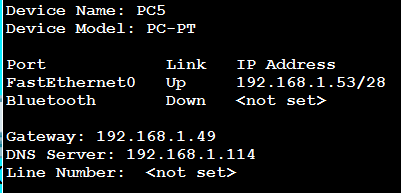 Device Name: PC5
Device Model: PC-PT
Port Link IP Address
FastEthernet0 Up 192.168.1.53/28
Bluetooth Down <not set>
Gateway: 192.168.1.49
DNS Server: 192.168.1.114
Line Number: <not set>